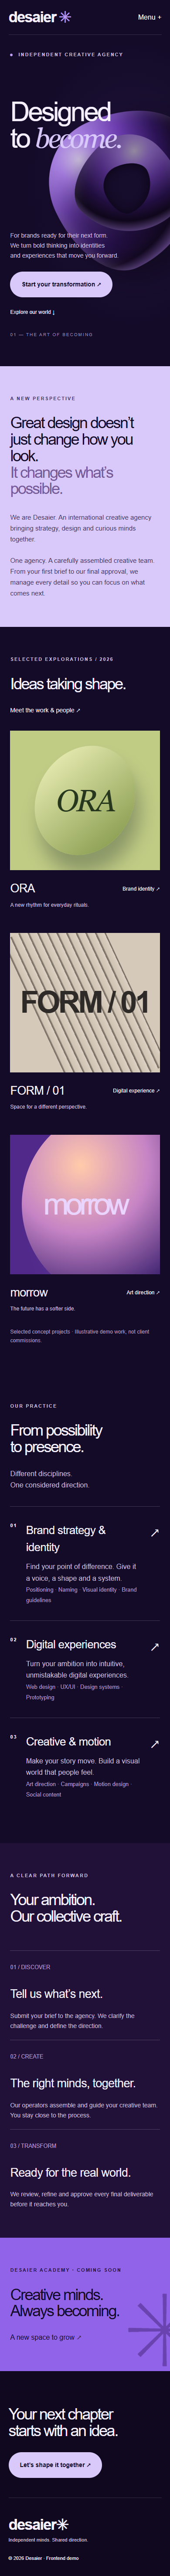 desaier
Menu +
INDEPENDENT CREATIVE AGENCY
Designed
to become.
For brands ready for their next form.
We turn bold thinking into identities
and experiences that move you forward.
Start your transformation ↗
Explore our world ↓
01 — THE ART OF BECOMING
A NEW PERSPECTIVE
Great design doesn’t
just change how you
look.
It changes what’s
possible.
We are Desaier. An international creative agency
bringing strategy, design and curious minds
together.
One agency. A carefully assembled creative team.
From your first brief to our final approval, we
manage every detail so you can focus on what
comes next.
SELECTED EXPLORATIONS / 2026
Ideas taking shape.
Meet the work & people ↗
ORA
ORA
Brand identity ↗
A new rhythm for everyday rituals.
FORM / 01
FORM / 01
Digital experience ↗
Space for a different perspective.
morrow
morrow
Art direction ↗
The future has a softer side.
Selected concept projects · Illustrative demo work, not client
commissions.
OUR PRACTICE
From possibility
to presence.
Different disciplines.
One considered direction.
01
Brand strategy &
identity
↗
Find your point of difference. Give it
a voice, a shape and a system.
Positioning · Naming · Visual identity · Brand
guidelines
02
Digital experiences
↗
Turn your ambition into intuitive,
unmistakable digital experiences.
Web design · UX/UI · Design systems ·
Prototyping
03
Creative & motion
↗
Make your story move. Build a visual
world that people feel.
Art direction · Campaigns · Motion design ·
Social content
A CLEAR PATH FORWARD
Your ambition.
Our collective craft.
01 / DISCOVER
Tell us what’s next.
Submit your brief to the agency. We clarify the
challenge and define the direction.
02 / CREATE
The right minds, together.
Our operators assemble and guide your creative team.
You stay close to the process.
03 / TRANSFORM
Ready for the real world.
We review, refine and approve every final deliverable
before it reaches you.
DESAIER ACADEMY · COMING SOON
Creative minds.
Always becoming.
A new space to grow ↗
Your next chapter
starts with an idea.
Let’s shape it together ↗
desaier
Independent minds. Shared direction.
© 2026 Desaier · Frontend demo